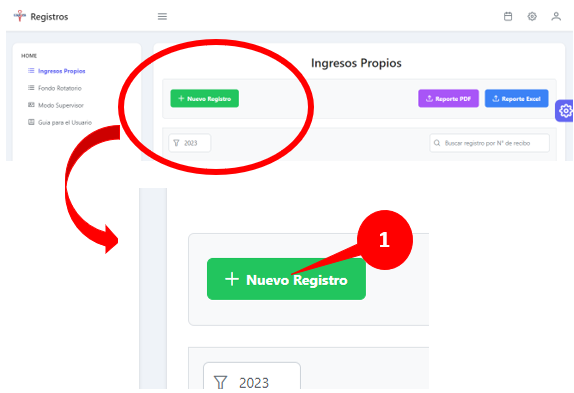 Registros
HOME
Ingresos Propios
Fondo Rotatorio
Modo Supervisor
Guia para el Usuario
Ingresos Propios
+ Nuevo Registro
Reporte PDF
Reporte Excel
2023
Buscar registro por N° de recibo
1
+ Nuevo Registro
2023